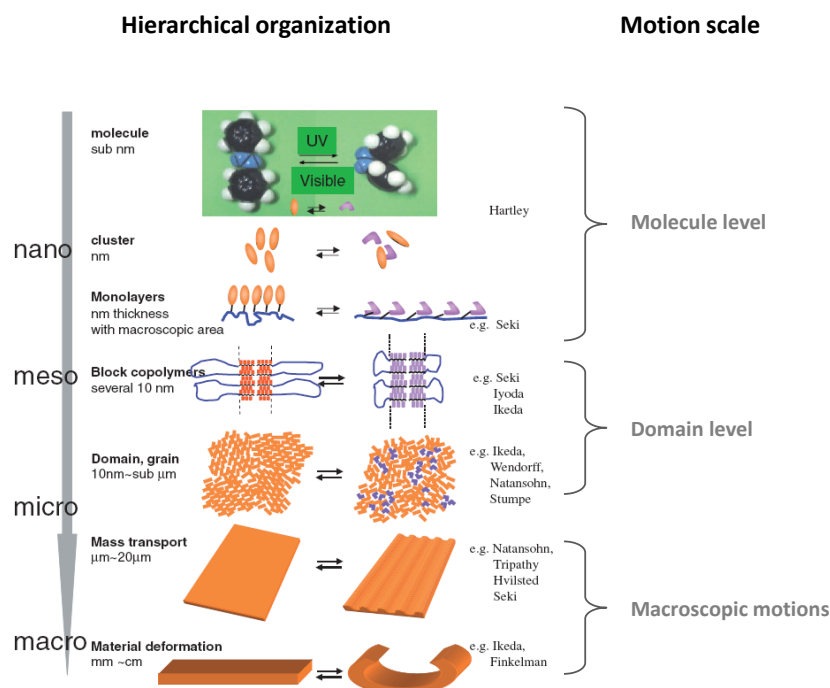 Hierarchical organization
Motion scale
molecule
sub nm
UV
Visible
Hartley
Molecule level
nano
cluster
nm
Monolayers
nm thickness
with macroscopic area
e.g. Seki
meso
Block copolymers
several 10 nm
e.g. Seki
Iyoda
Ikeda
Domain level
Domain, grain
10nm~sub μm
e.g. Ikeda,
Wendorff,
Natansohn,
Stumpe
micro
Mass transport
μm~20μm
e.g. Natansohn,
Tripathy
Hvilsted
Seki
Macroscopic motions
macro
Material deformation
mm ~cm
e.g. Ikeda,
Finkelman